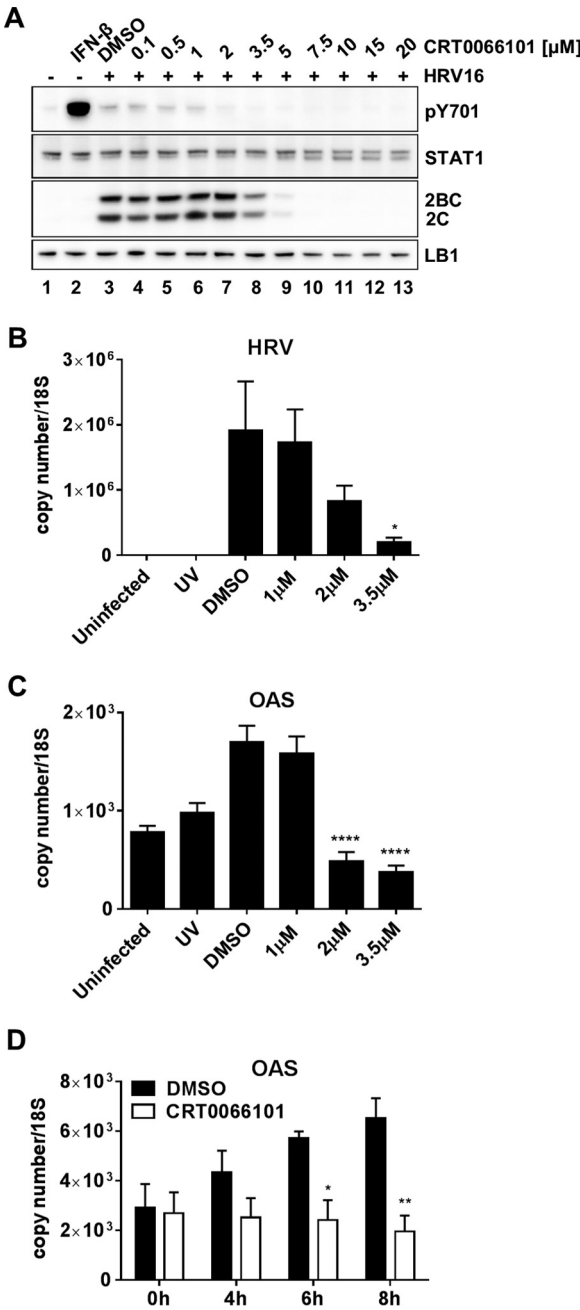 A
IFN-β DMSO 0.1 0.5 1 2 3.5 5 7.5 10 15 20 CRT0066101 [µM]
- - + + + + + + + + + + + HRV16
pY701
STAT1
2BC
2C
LB1
1 2 3 4 5 6 7 8 9 10 11 12 13
B
HRV
copy number/18S
3×10⁶
2×10⁶
1×10⁶
0
*
Uninfected UV DMSO 1µM 2µM 3.5µM
C
OAS
copy number/18S
2×10³
1×10³
0
**** ****
Uninfected UV DMSO 1µM 2µM 3.5µM
D
OAS
copy number/18S
8×10³
6×10³
4×10³
2×10³
0
DMSO
CRT0066101
* **
0h 4h 6h 8h